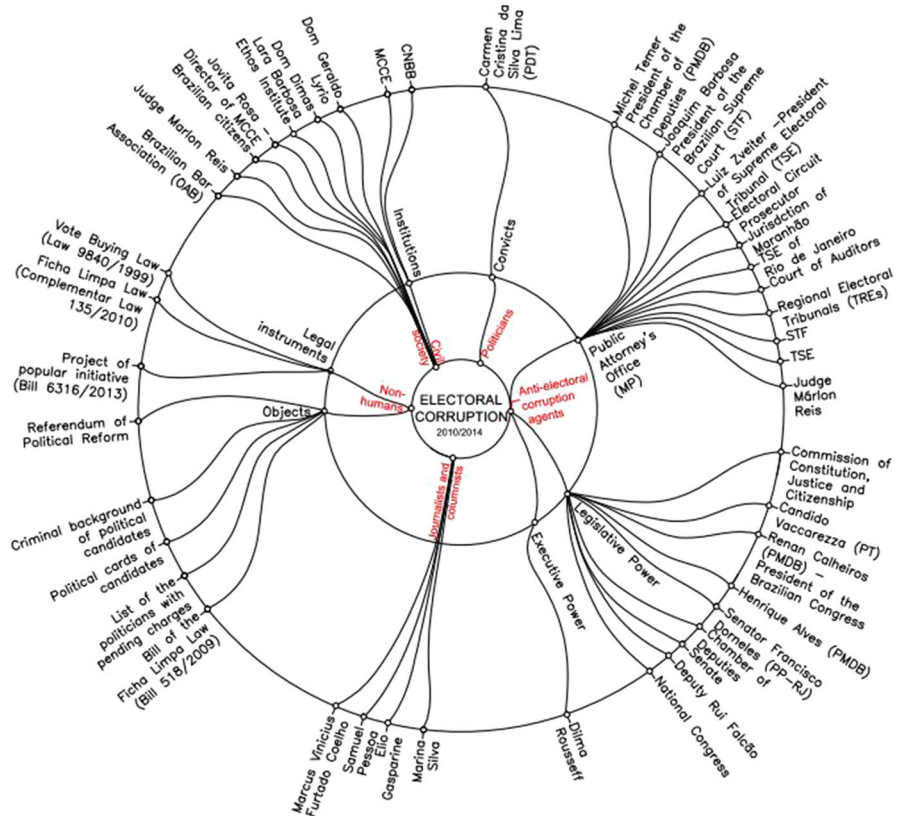 ELECTORAL
CORRUPTION
2010/2014
Civil
society
Politicians
Anti-electoral
corruption
agents
Journalists and
columnists
Non-
humans
Institutions
Convicts
Public
Attorney's
Office
(MP)
Legislative Power
Executive Power
Objects
Legal
instruments
Carmen
Cristina da
Silva Lima
(PDT)
Michel Temer
President of the
Chamber of
Deputies (PMDB)
Joaquim Barbosa
President of the
Brazilian Supreme
Court (STF)
Luiz Zveiter -President
of Supreme Electoral
Tribunal (TSE)
Electoral Circuit
Prosecutor
Jurisdction of
Maranhão
TSE of
Rio de Janeiro
Court of Auditors
Regional Electoral
Tribunals (TREs)
STF
TSE
Judge
Márlon
Reis
Commission of
Constitution,
Justice and
Citizenship
Candido
Vaccarezza (PT)
Renan Calheiros
(PMDB) –
President of the
Brazilian Congress
Henrique Alves (PMDB)
Senator Francisco
Dorneles (PP-RJ)
Chamber of
Deputies
Senate
Deputy Rui Falcão
National Congress
Dilma
Rousseff
Marina
Silva
Elio
Gasparine
Samuel
Pessoa
Marcus Vinicius
Furtado Coelho
Bill of the
Ficha Limpa Law
(Bill 518/2009)
List of the
politicians with
pending charges
Political cards of
candidates
Criminal background
of political
candidates
Referendum of
Political Reform
Project of
popular initiative
(Bill 6316/2013)
Ficha Limpa Law
(Complementar Law
135/2010)
Vote Buying Law
(Law 9840/1999)
Brazilian Bar
Association (OAB)
Judge Marlon Reis
Brazilian citizens
Director of MCCE
Jovita Rosa -
Ethos Institute
Lara Barbosa
Dom Dimas
Lyrio
Dom Geraldo
MCCE
CNBB